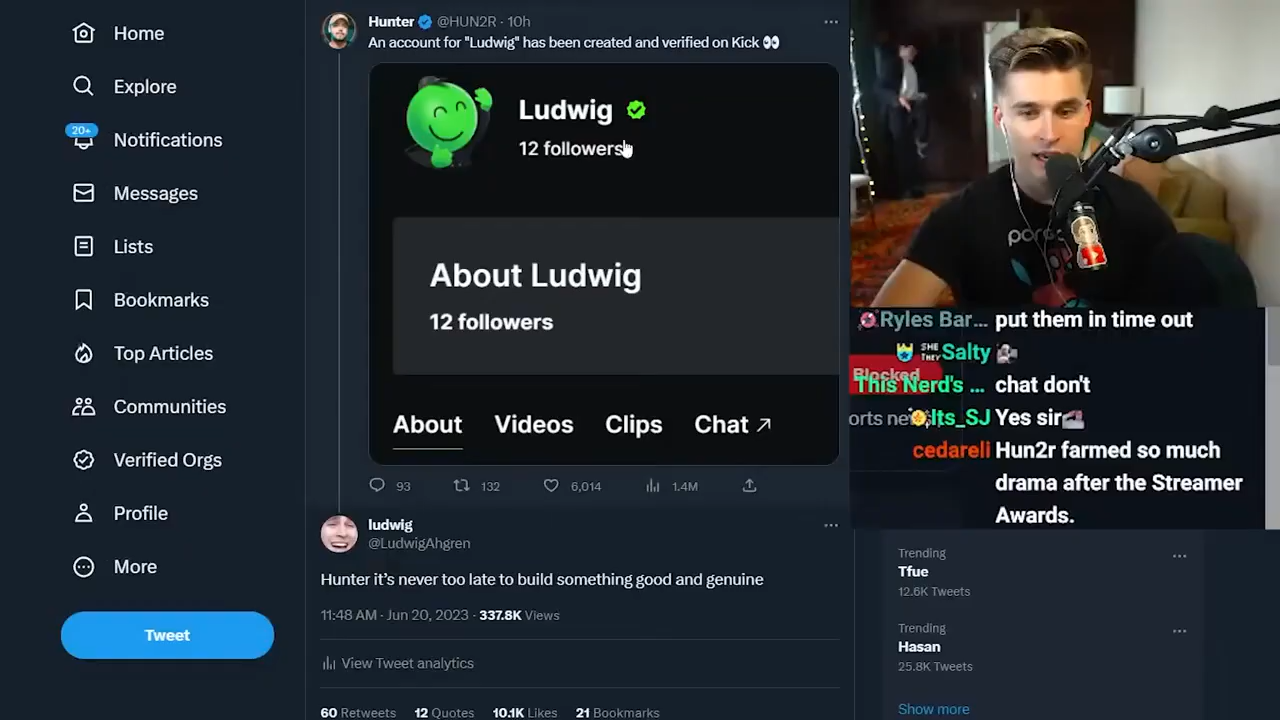 Home
Explore
20+
Notifications
Messages
Lists
Bookmarks
Top Articles
Communities
Verified Orgs
Profile
More
Tweet
Hunter @HUN2R · 10h
An account for "Ludwig" has been created and verified on Kick 👀
Ludwig
12 followers
About Ludwig
12 followers
About Videos Clips Chat ↗
93 132 6,014 1.4M
ludwig
@LudwigAhgren
Hunter it’s never too late to build something good and genuine
11:48 AM · Jun 20, 2023 · 337.8K Views
View Tweet analytics
60 Retweets 12 Quotes 10.1K Likes 21 Bookmarks
Ryles Bar... put them in time out
SHE THEY Salty
Blocked
This Nerd's ... chat don't
orts
Its_SJ Yes sir
cedareli Hun2r farmed so much
drama after the Streamer
Awards.
Trending
Tfue
12.6K Tweets
Trending
Hasan
25.8K Tweets
Show more